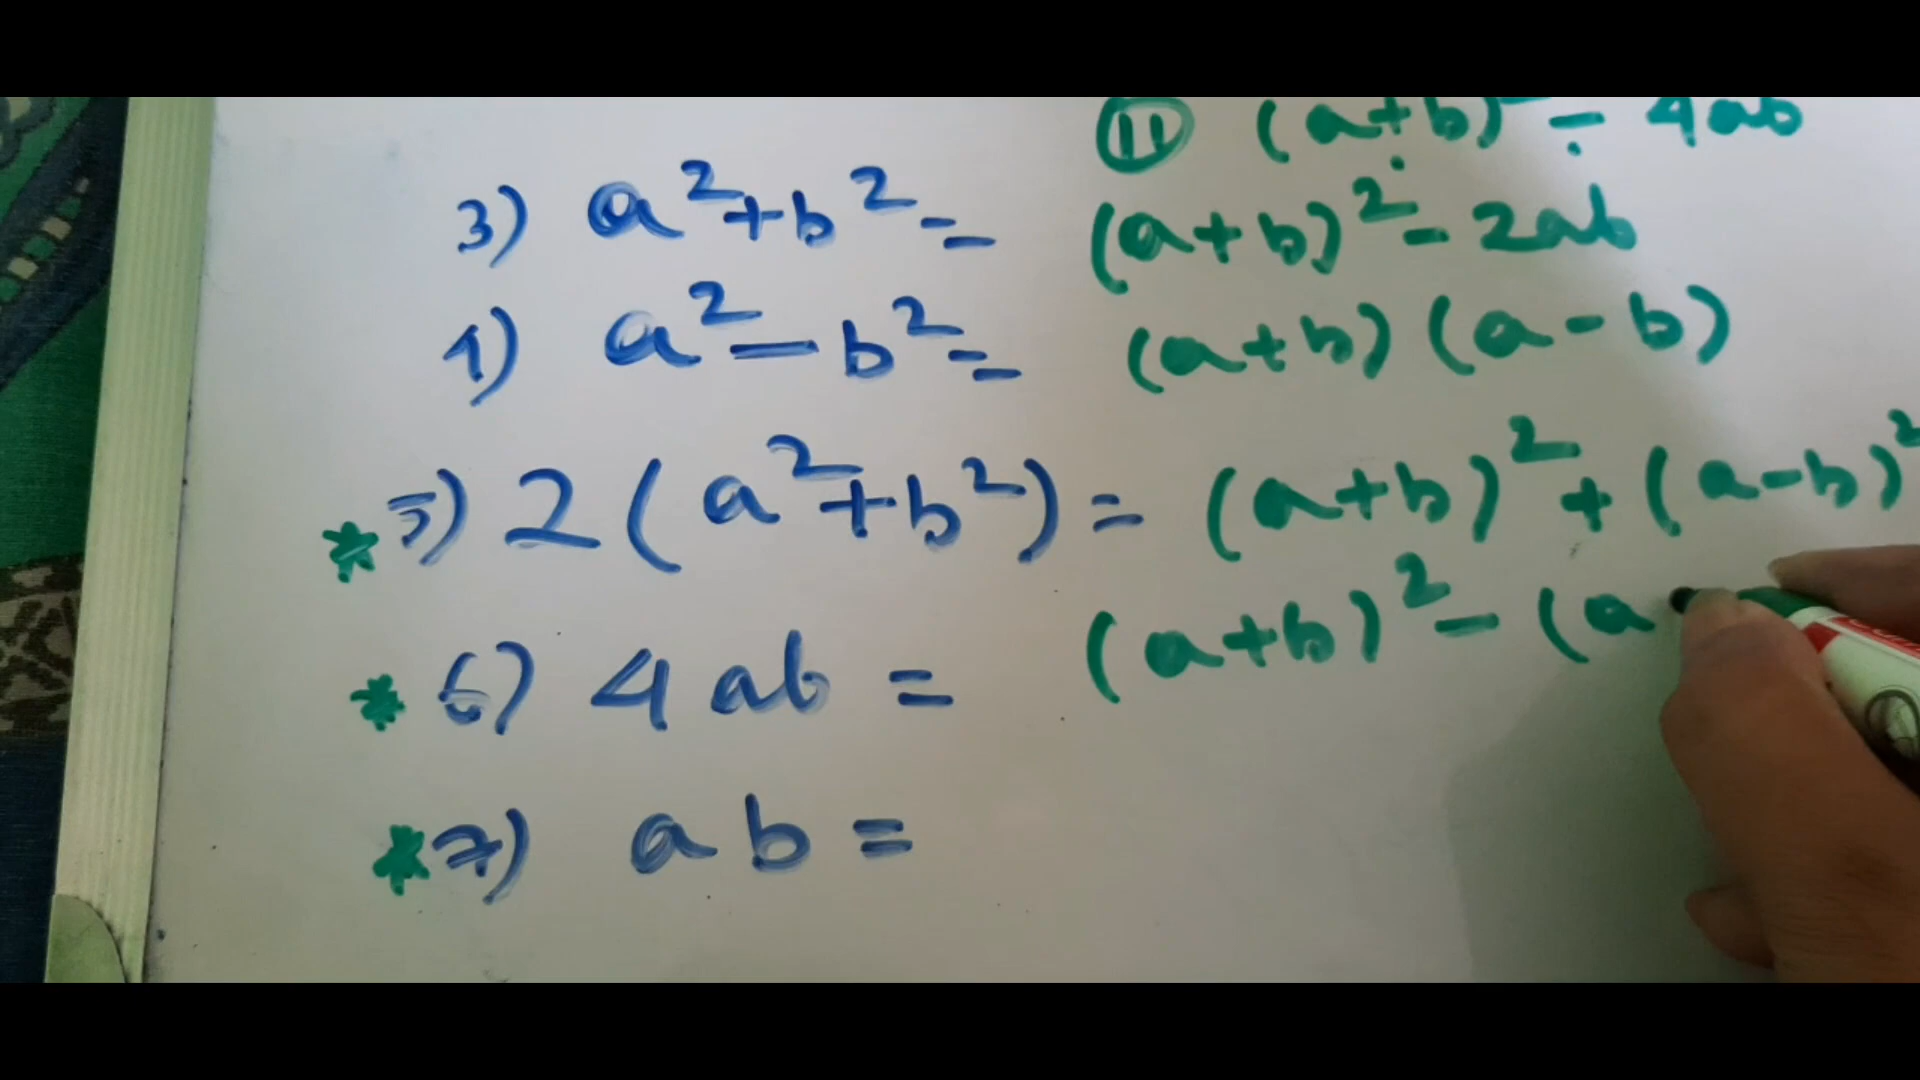 (11) (a+b)² - 4ab
3) a²+b² = (a+b)² - 2ab
4) a² - b² = (a+b)(a-b)
*5) 2(a²+b²) = (a+b)² + (a-b)²
*6) 4ab = (a+b)² - (a
*7) ab =